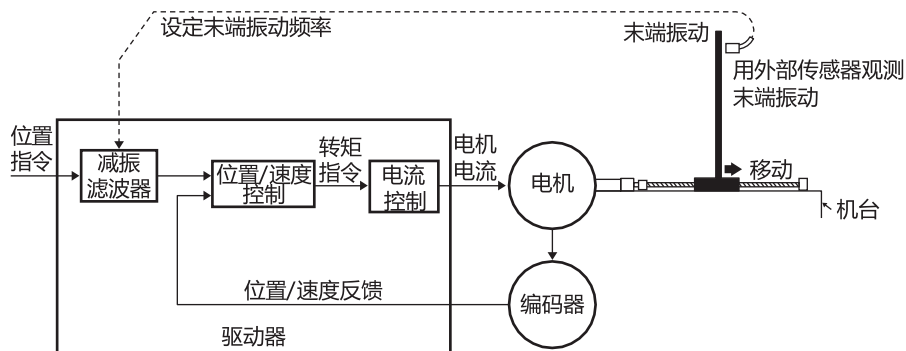 设定末端振动频率
末端振动
用外部传感器观测
末端振动
位置
指令
减振
滤波器
位置/速度
控制
转矩
指令
电流
控制
电机
电流
电机
移动
机台
编码器
位置/速度反馈
驱动器